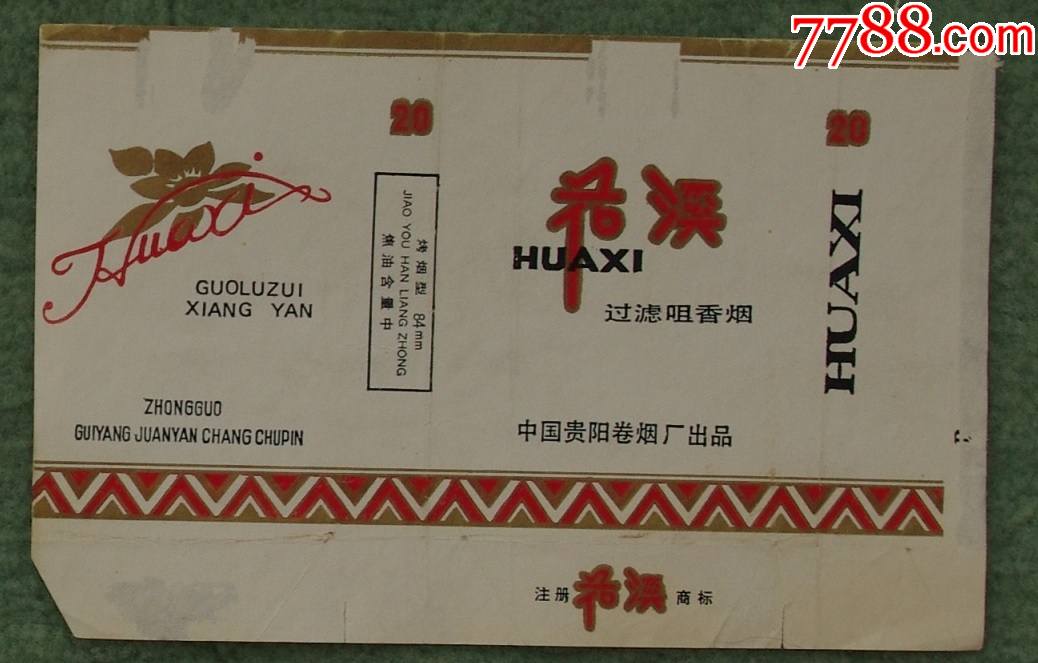 7788.com
20
Huaxi
GUOLUZUI
XIANG YAN
ZHONGGUO
GUIYANG JUANYAN CHANG CHUPIN
烤烟型 84mm
JIAO YOU HAN LIANG ZHONG
焦油含量中
花溪
HUAXI
过滤咀香烟
中国贵阳卷烟厂出品
注册 花溪 商标
20
HUAXI